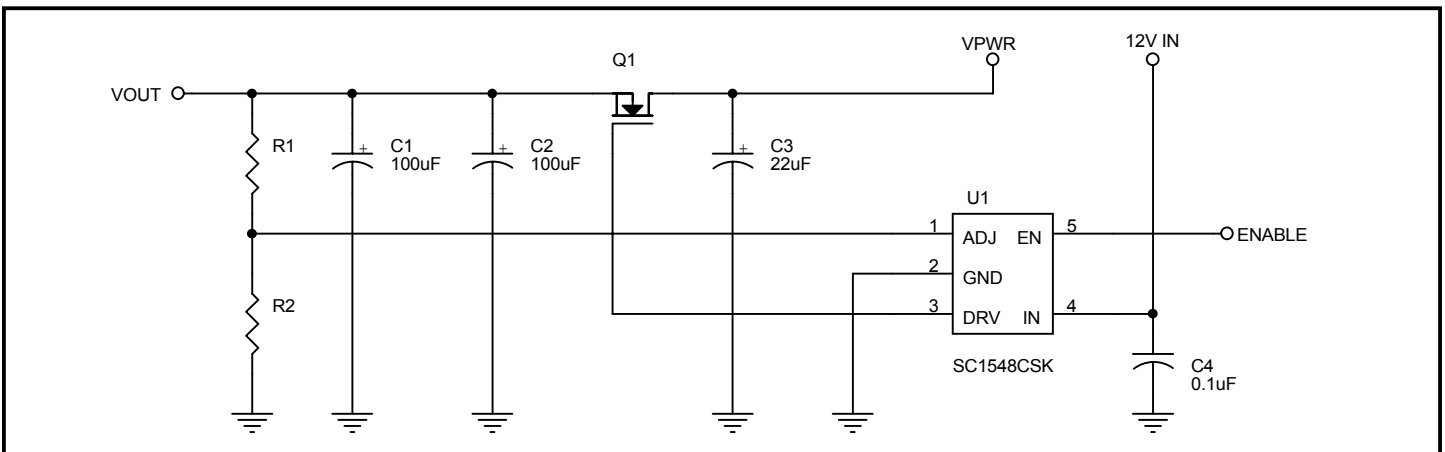 VPWR
12V IN
Q1
VOUT
R1
C1
100uF
+
C2
100uF
+
C3
22uF
+
U1
1
ADJ
EN
5
ENABLE
2
GND
R2
3
DRV
IN
4
SC1548CSK
C4
0.1uF